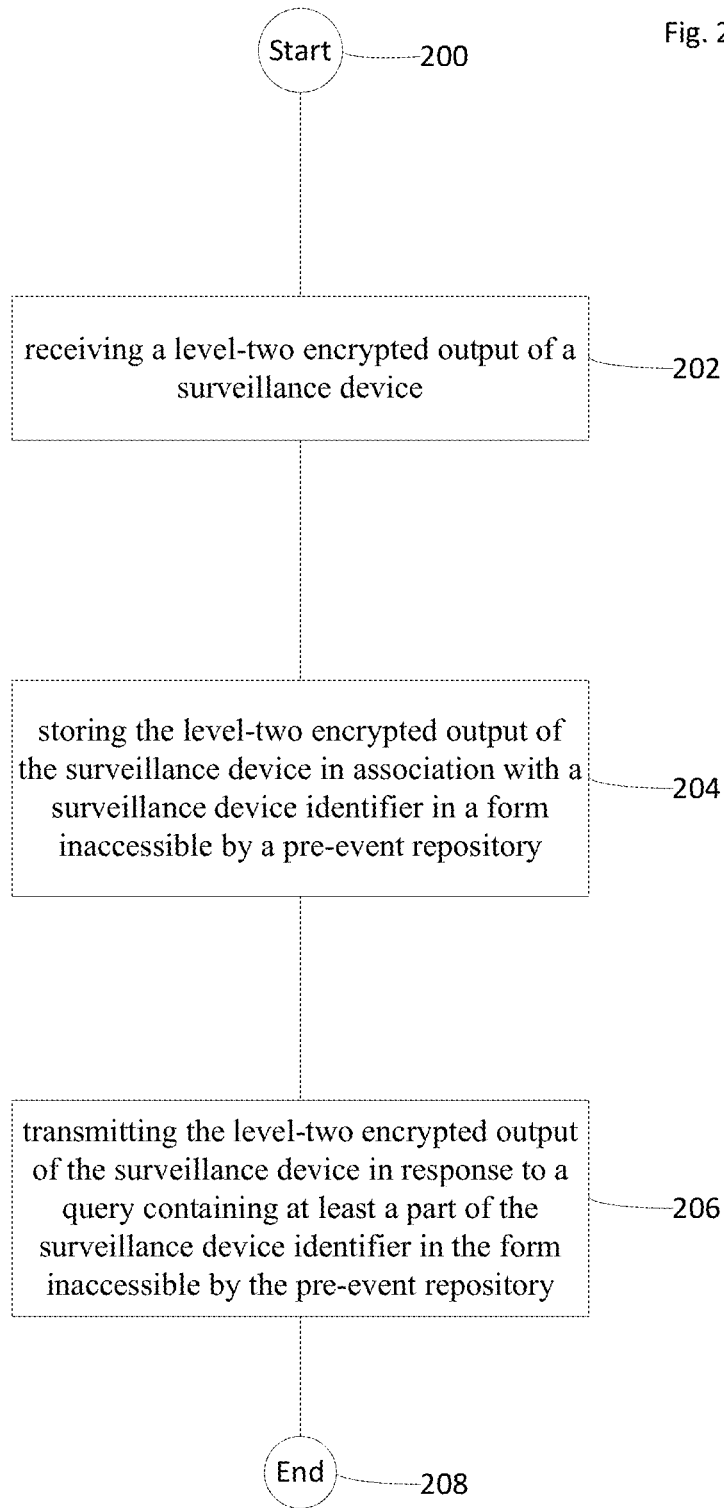 Fig. 2
Start
200
receiving a level-two encrypted output of a
surveillance device
202
storing the level-two encrypted output of
the surveillance device in association with a
surveillance device identifier in a form
inaccessible by a pre-event repository
204
transmitting the level-two encrypted output
of the surveillance device in response to a
query containing at least a part of the
surveillance device identifier in the form
inaccessible by the pre-event repository
206
End
208